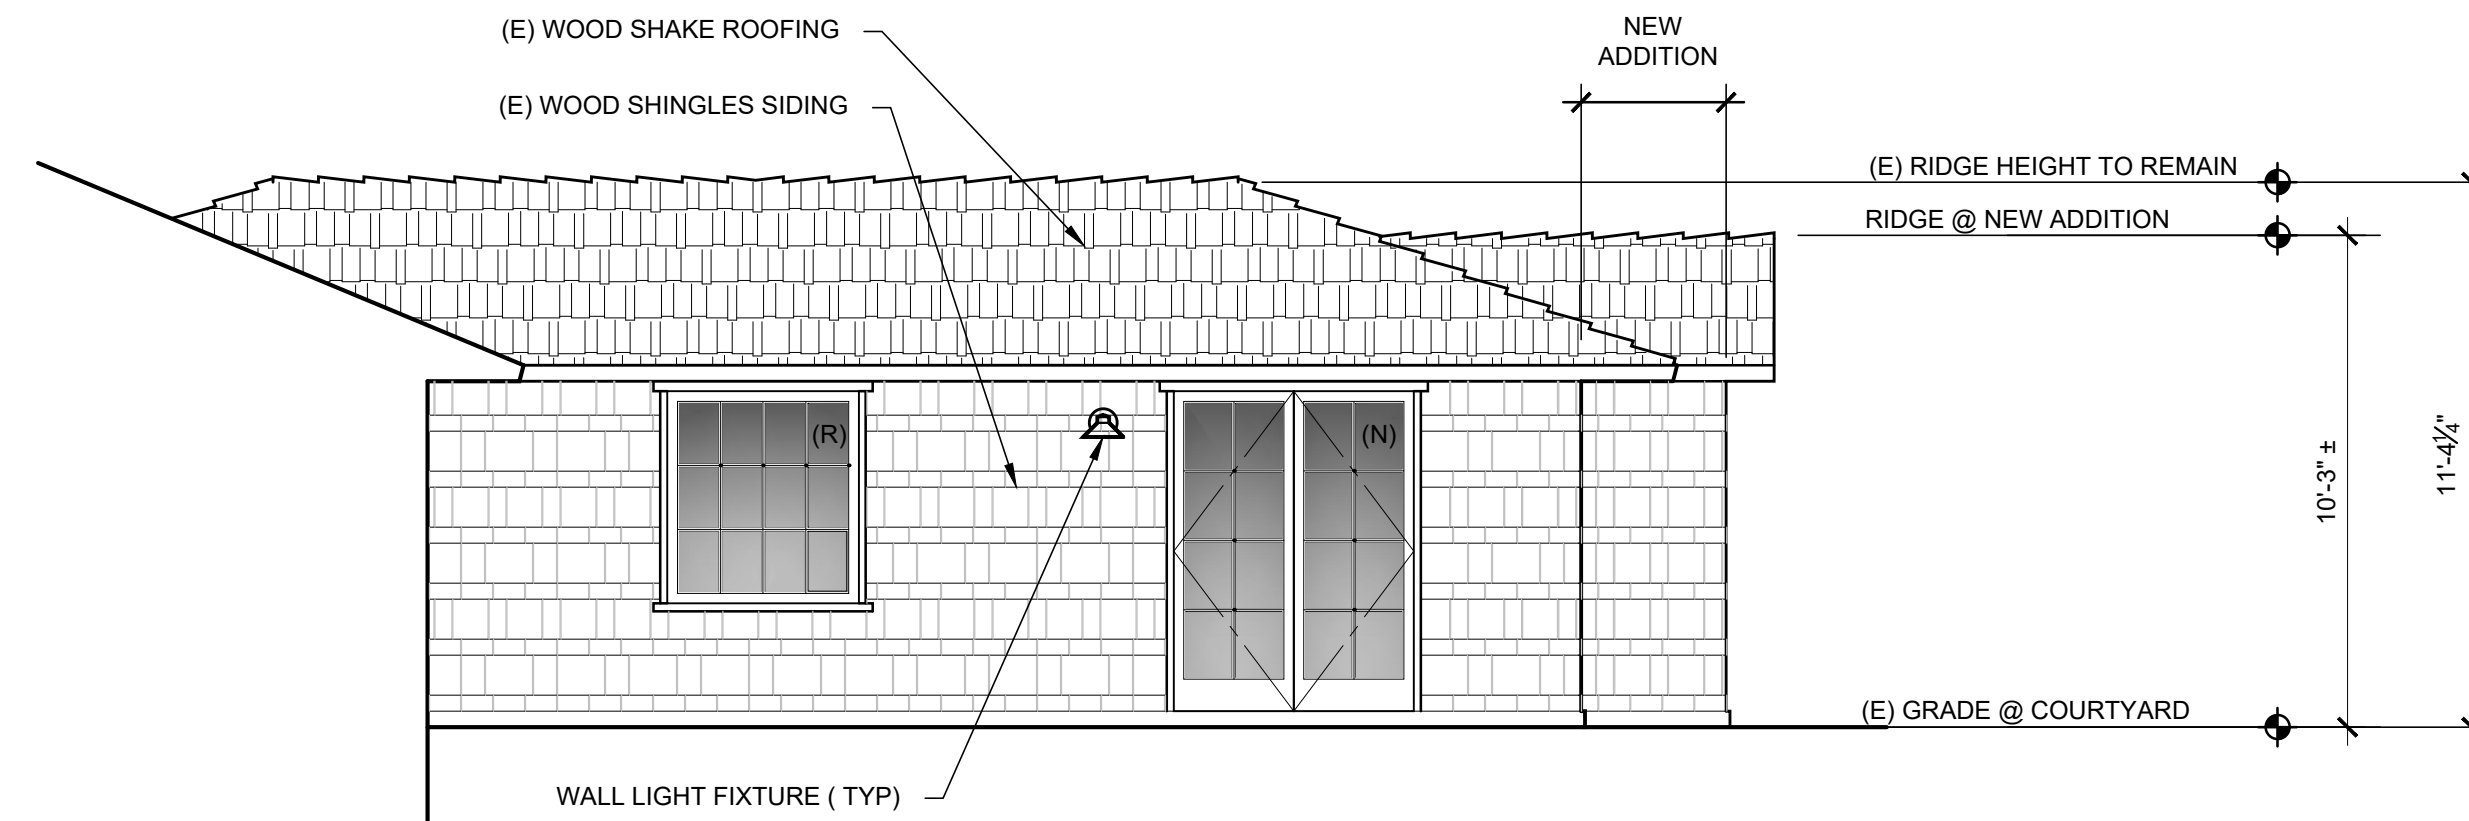 (E) WOOD SHAKE ROOFING
NEW
ADDITION
(E) WOOD SHINGLES SIDING
(E) RIDGE HEIGHT TO REMAIN
RIDGE @ NEW ADDITION
(R)
(N)
10'-3" ±
11'-4¼"
(E) GRADE @ COURTYARD
WALL LIGHT FIXTURE ( TYP)